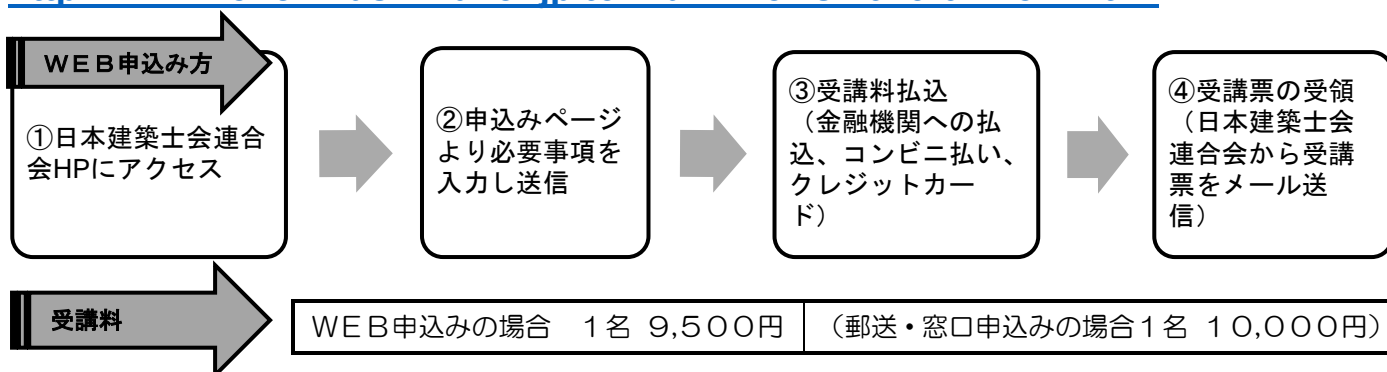 WEB申込み方
①日本建築士会連合
会HPにアクセス
②申込みページ
より必要事項を
入力し送信
③受講料払込
(金融機関への払
込、コンビニ払い、
クレジットカー
ド)
④受講票の受領
(日本建築士会
連合会から受講
票をメール送
信)
受講料
WEB申込みの場合 1名 9,500円 (郵送・窓口申込みの場合1名 10,000円)